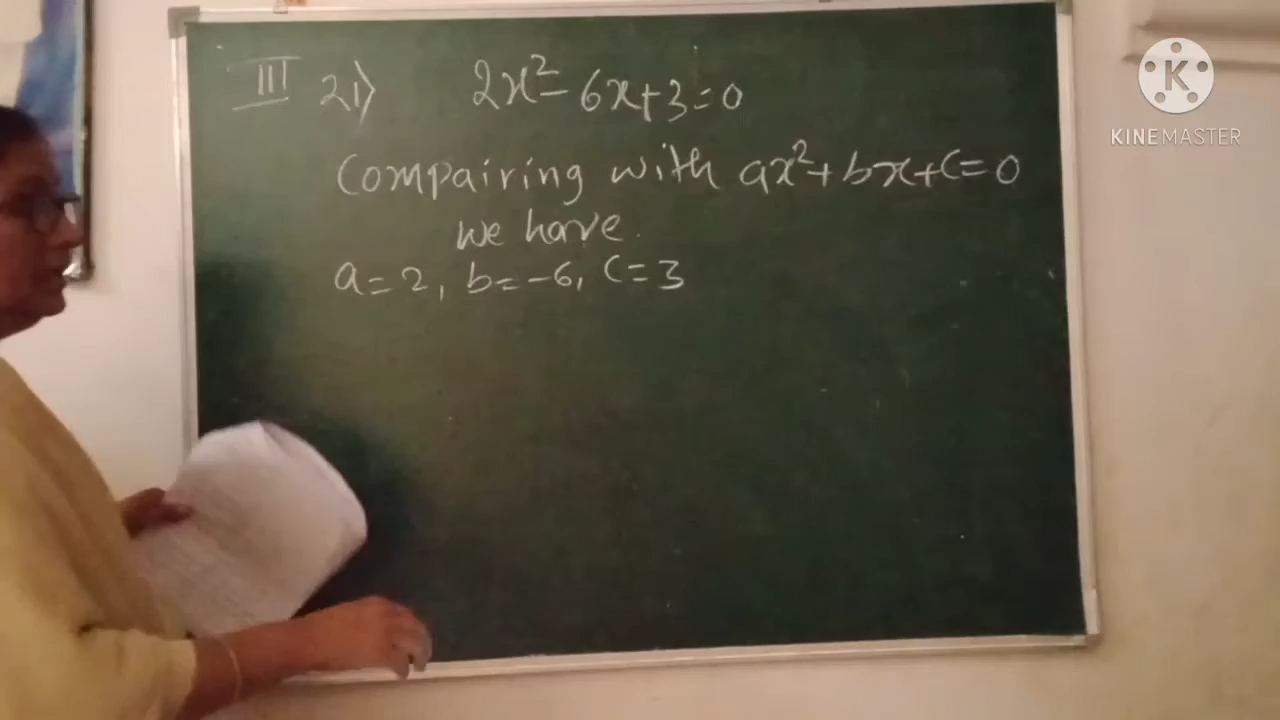 III 21) 2x² - 6x + 3 = 0
Compairing with ax² + bx + c = 0
we have.
a = 2, b = -6, c = 3
K
KINEMASTER